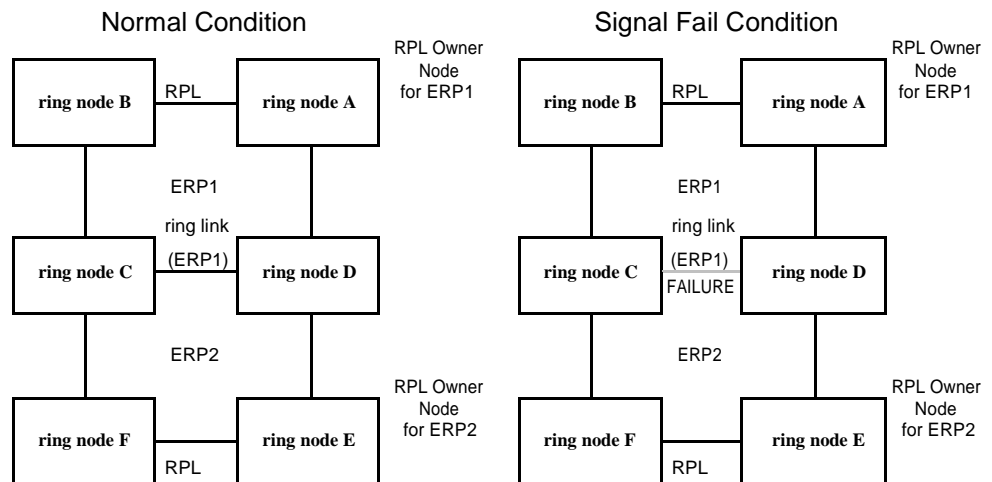 Normal Condition
RPL Owner
Node
for ERP1
ring node B
RPL
ring node A
ERP1
ring link
(ERP1)
ring node C
ring node D
ERP2
RPL Owner
Node
for ERP2
ring node F
RPL
ring node E
Signal Fail Condition
RPL Owner
Node
for ERP1
ring node B
RPL
ring node A
ERP1
ring link
(ERP1)
FAILURE
ring node C
ring node D
ERP2
RPL Owner
Node
for ERP2
ring node F
RPL
ring node E